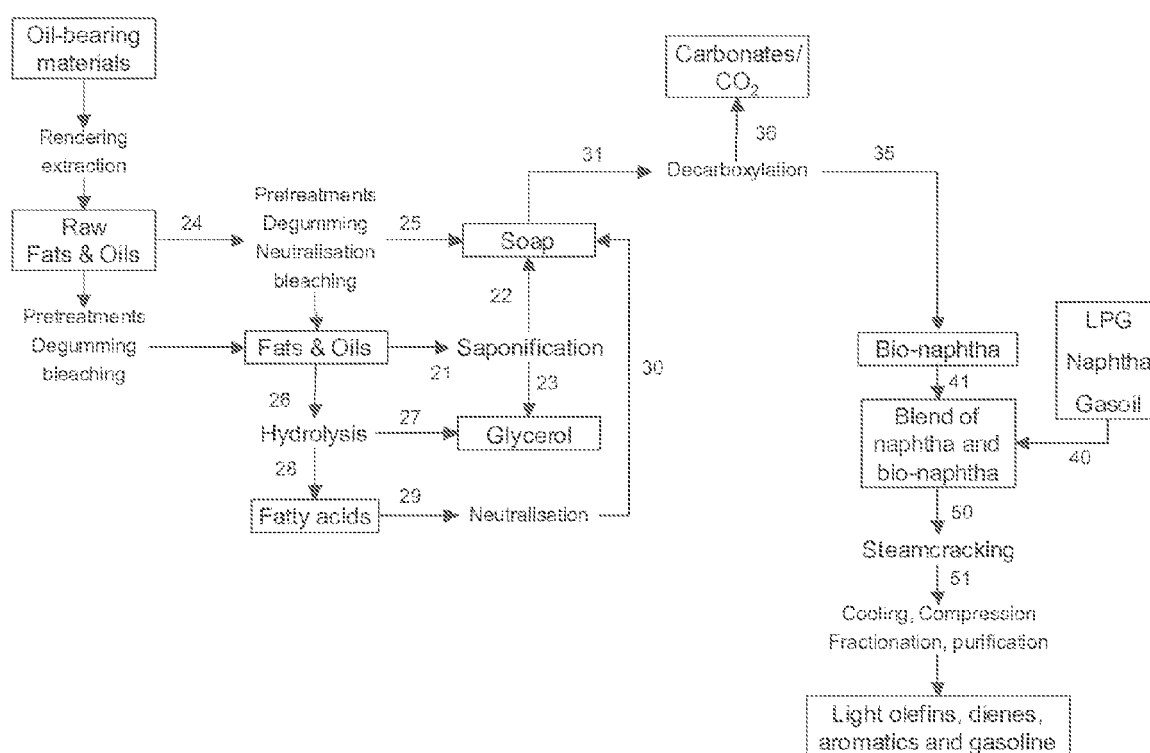 Oil-bearing
materials
Rendering
extraction
Raw
Fats & Oils
24
Pretreatments
Degumming
Neutralisation
bleaching
25
Soap
31
Decarboxylation
36
Carbonates/
CO₂
35
Pretreatments
Degumming
bleaching
Fats & Oils
21
Saponification
22
23
30
26
Hydrolysis
27
Glycerol
28
Fatty acids
29
Neutralisation
Bio-naphtha
41
LPG
Naphtha
Gasoil
40
Blend of
naphtha and
bio-naphtha
50
Steamcracking
51
Cooling, Compression
Fractionation, purification
Light olefins, dienes,
aromatics and gasoline